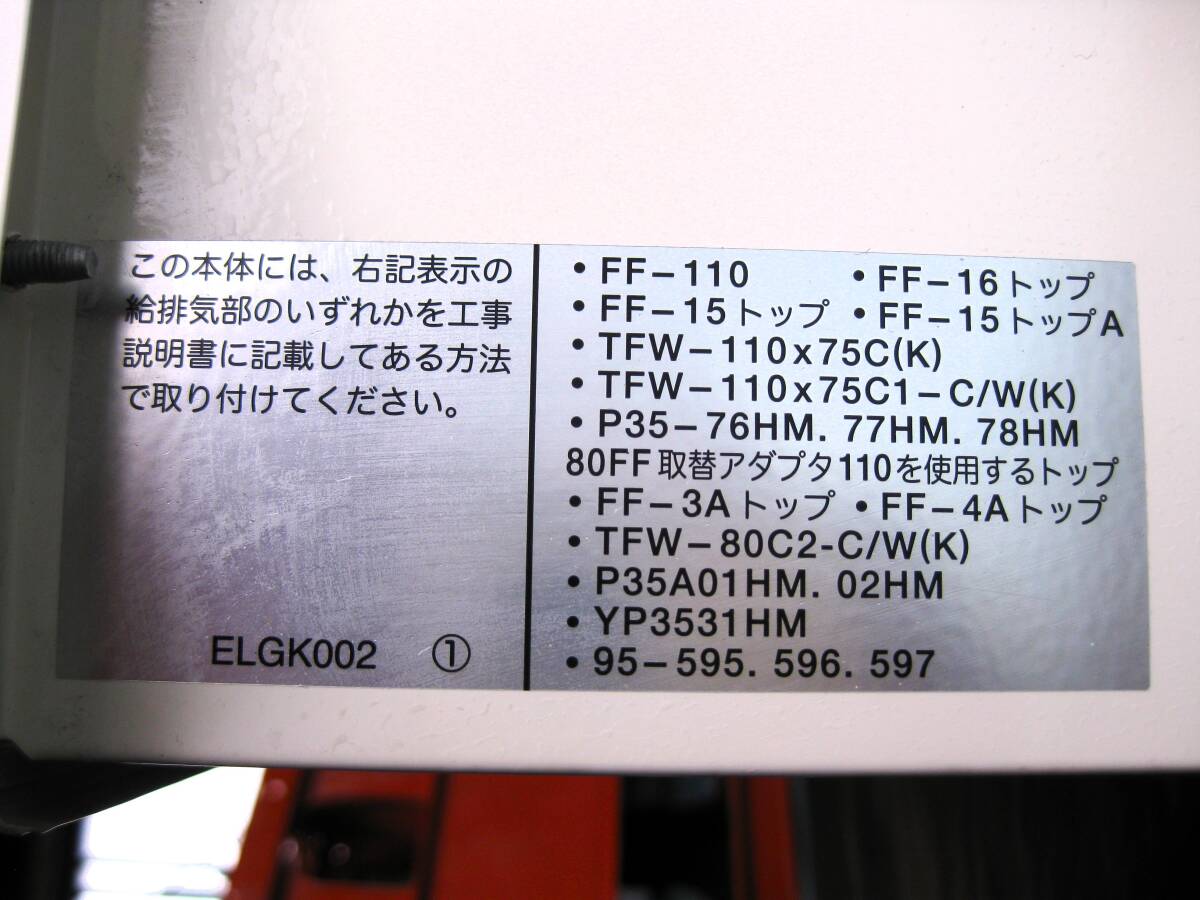 この本体には、右記表示の
給排気部のいずれかを工事
説明書に記載してある方法
で取り付けてください。
ELGK002 ①
・FF-110 ・FF-16トップ
・FF-15トップ ・FF-15トップA
・TFW-110x75C(K)
・TFW-110x75C1-C/W(K)
・P35-76HM. 77HM. 78HM
80FF取替アダプタ110を使用するトップ
・FF-3Aトップ ・FF-4Aトップ
・TFW-80C2-C/W(K)
・P35A01HM. 02HM
・YP3531HM
・95-595. 596. 597